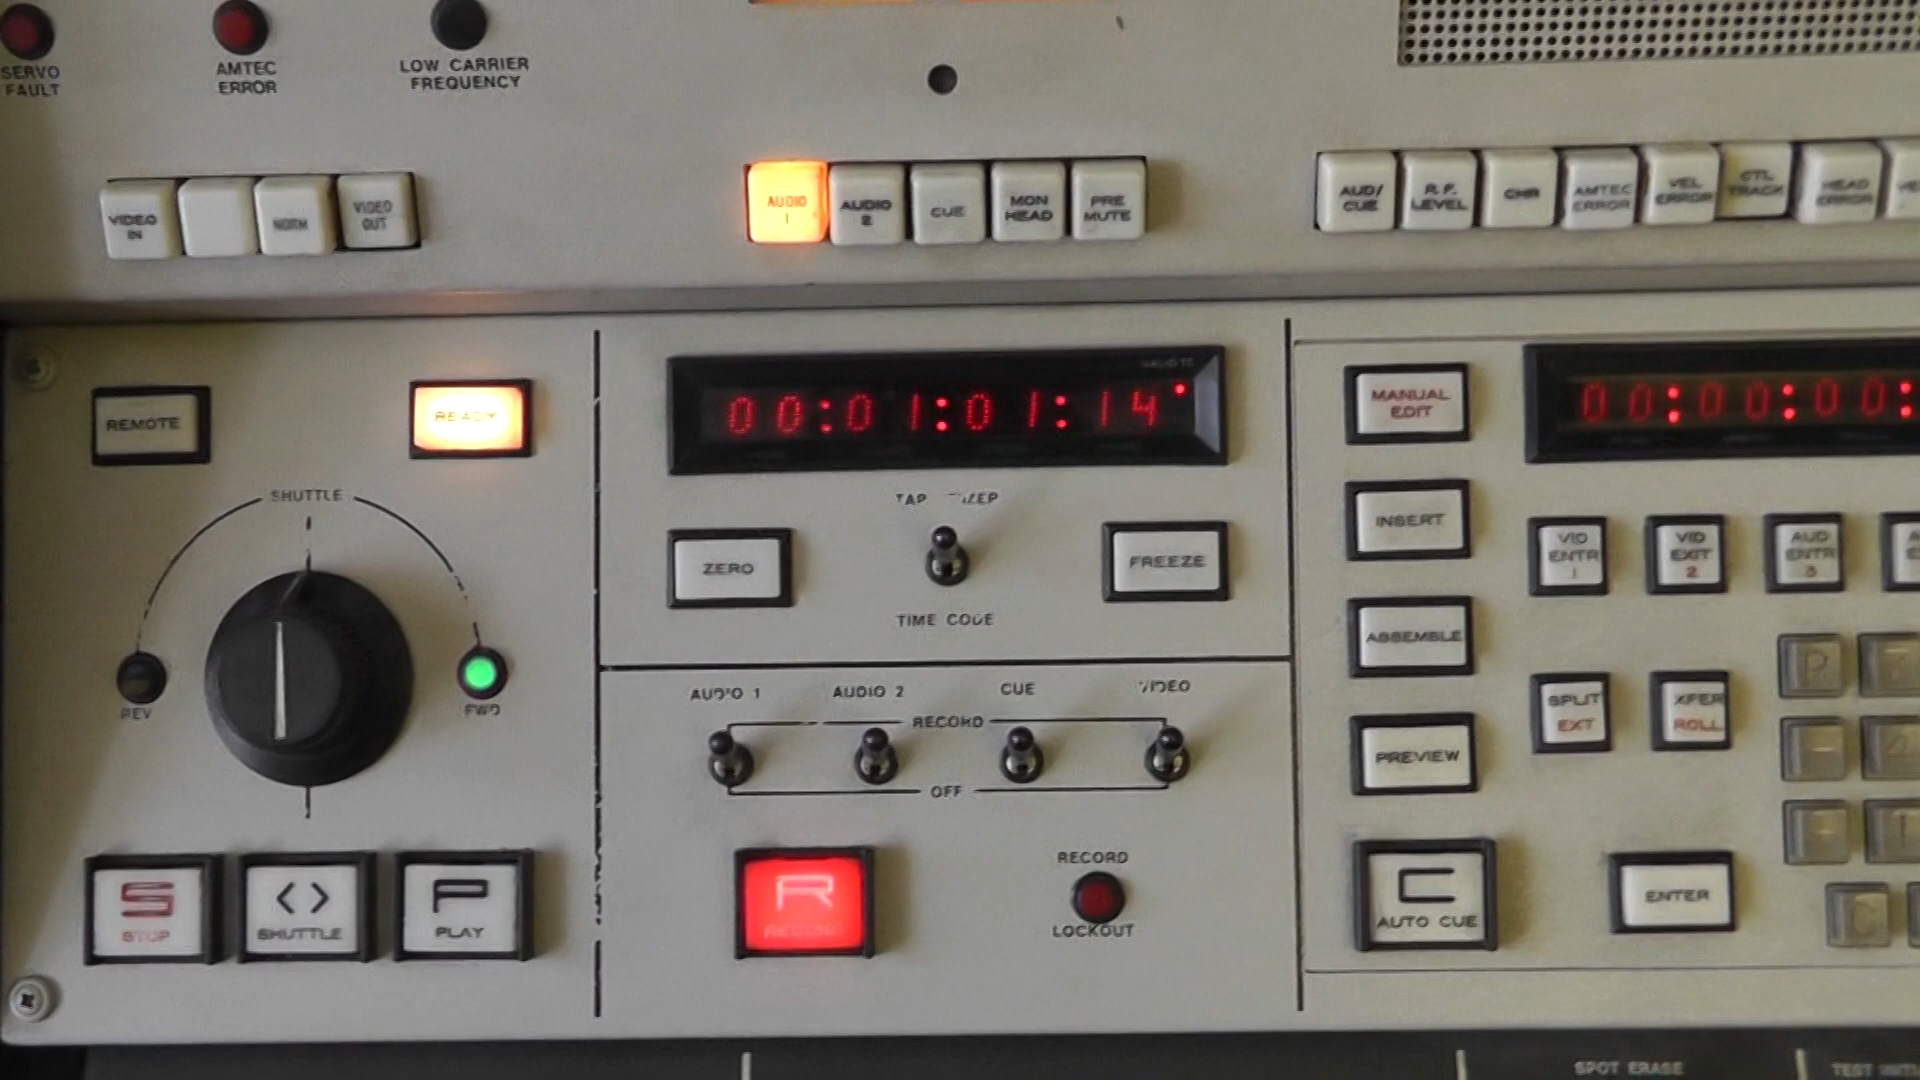 SERVO
FAULT
AMTEC
ERROR
LOW CARRIER
FREQUENCY
VIDEO
IN
NORM
VIDEO
OUT
AUDIO
1
AUDIO
2
CUE
MON
HEAD
PRE
MUTE
AUD/
CUE
R.F.
LEVEL
CHR
AMTEC
ERROR
VEL
ERROR
CTL
TRACK
HEAD
ERROR
REMOTE
READY
00:01:01:14
MANUAL
EDIT
00:00:00:
SHUTTLE
ZERO
FREEZE
TIME CODE
INSERT
VID
ENTR
1
VID
EXIT
2
AUD
ENTR
3
ASSEMBLE
REV
FWD
AUDIO 1
AUDIO 2
CUE
VIDEO
RECORD
OFF
SPLIT
EXT
XFER
ROLL
PREVIEW
S
STOP
<>
SHUTTLE
P
PLAY
R
RECORD
RECORD
LOCKOUT
C
AUTO CUE
ENTER
C
SPOT ERASE
TEST